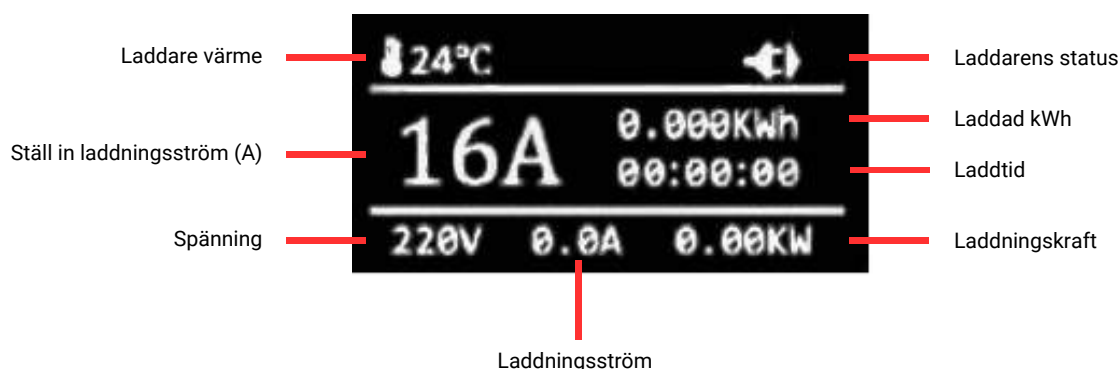 Laddare värme
24°C
Laddarens status
0.000KWh
Laddad kWh
Ställ in laddningsström (A)
16A
00:00:00
Laddtid
Spänning
220V 0.0A 0.00KW
Laddningskraft
Laddningsström